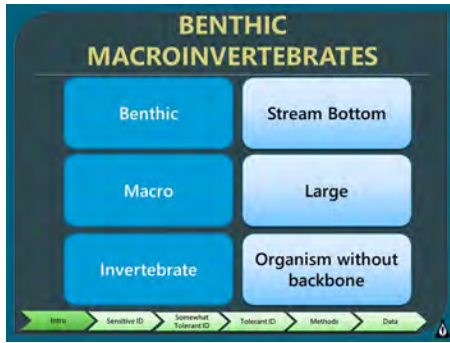 BENTHIC
MACROINVERTEBRATES
Benthic
Stream Bottom
Macro
Large
Invertebrate
Organism without
backbone
Intro
Sensitive ID
Somewhat
Tolerant ID
Tolerant ID
Methods
Data